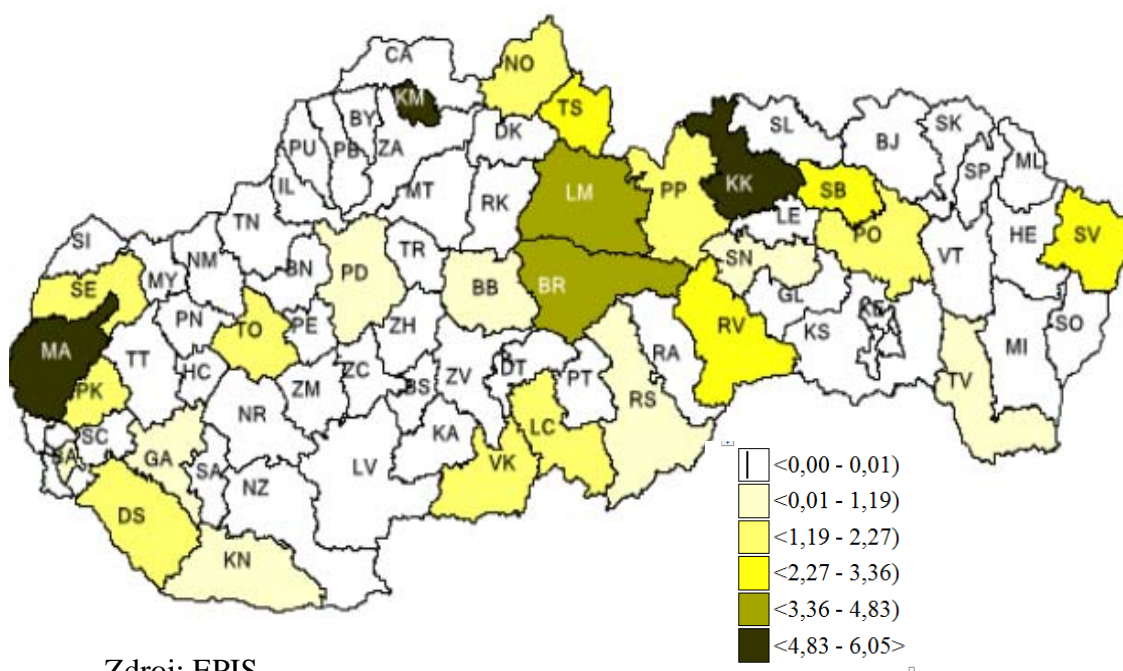 CA
NO
KM
TS
BY
PU
PB
ZA
DK
SL
BJ
SK
SP
ML
IL
MT
RK
LM
PP
KK
SB
LE
PO
HE
SV
VT
TN
SI
NM
MY
BN
PD
TR
BB
BR
SN
GL
KS
KE
SO
MI
SE
PN
TO
PE
ZH
RV
RA
MA
TT
HC
ZM
ZC
BS
ZV
DT
PT
RS
TV
PK
SC
NR
KA
LC
VK
LV
BA
GA
SA
NZ
DS
KN
<0,00 - 0,01)
<0,01 - 1,19)
<1,19 - 2,27)
<2,27 - 3,36)
<3,36 - 4,83)
<4,83 - 6,05>
Zdroj: EPIS